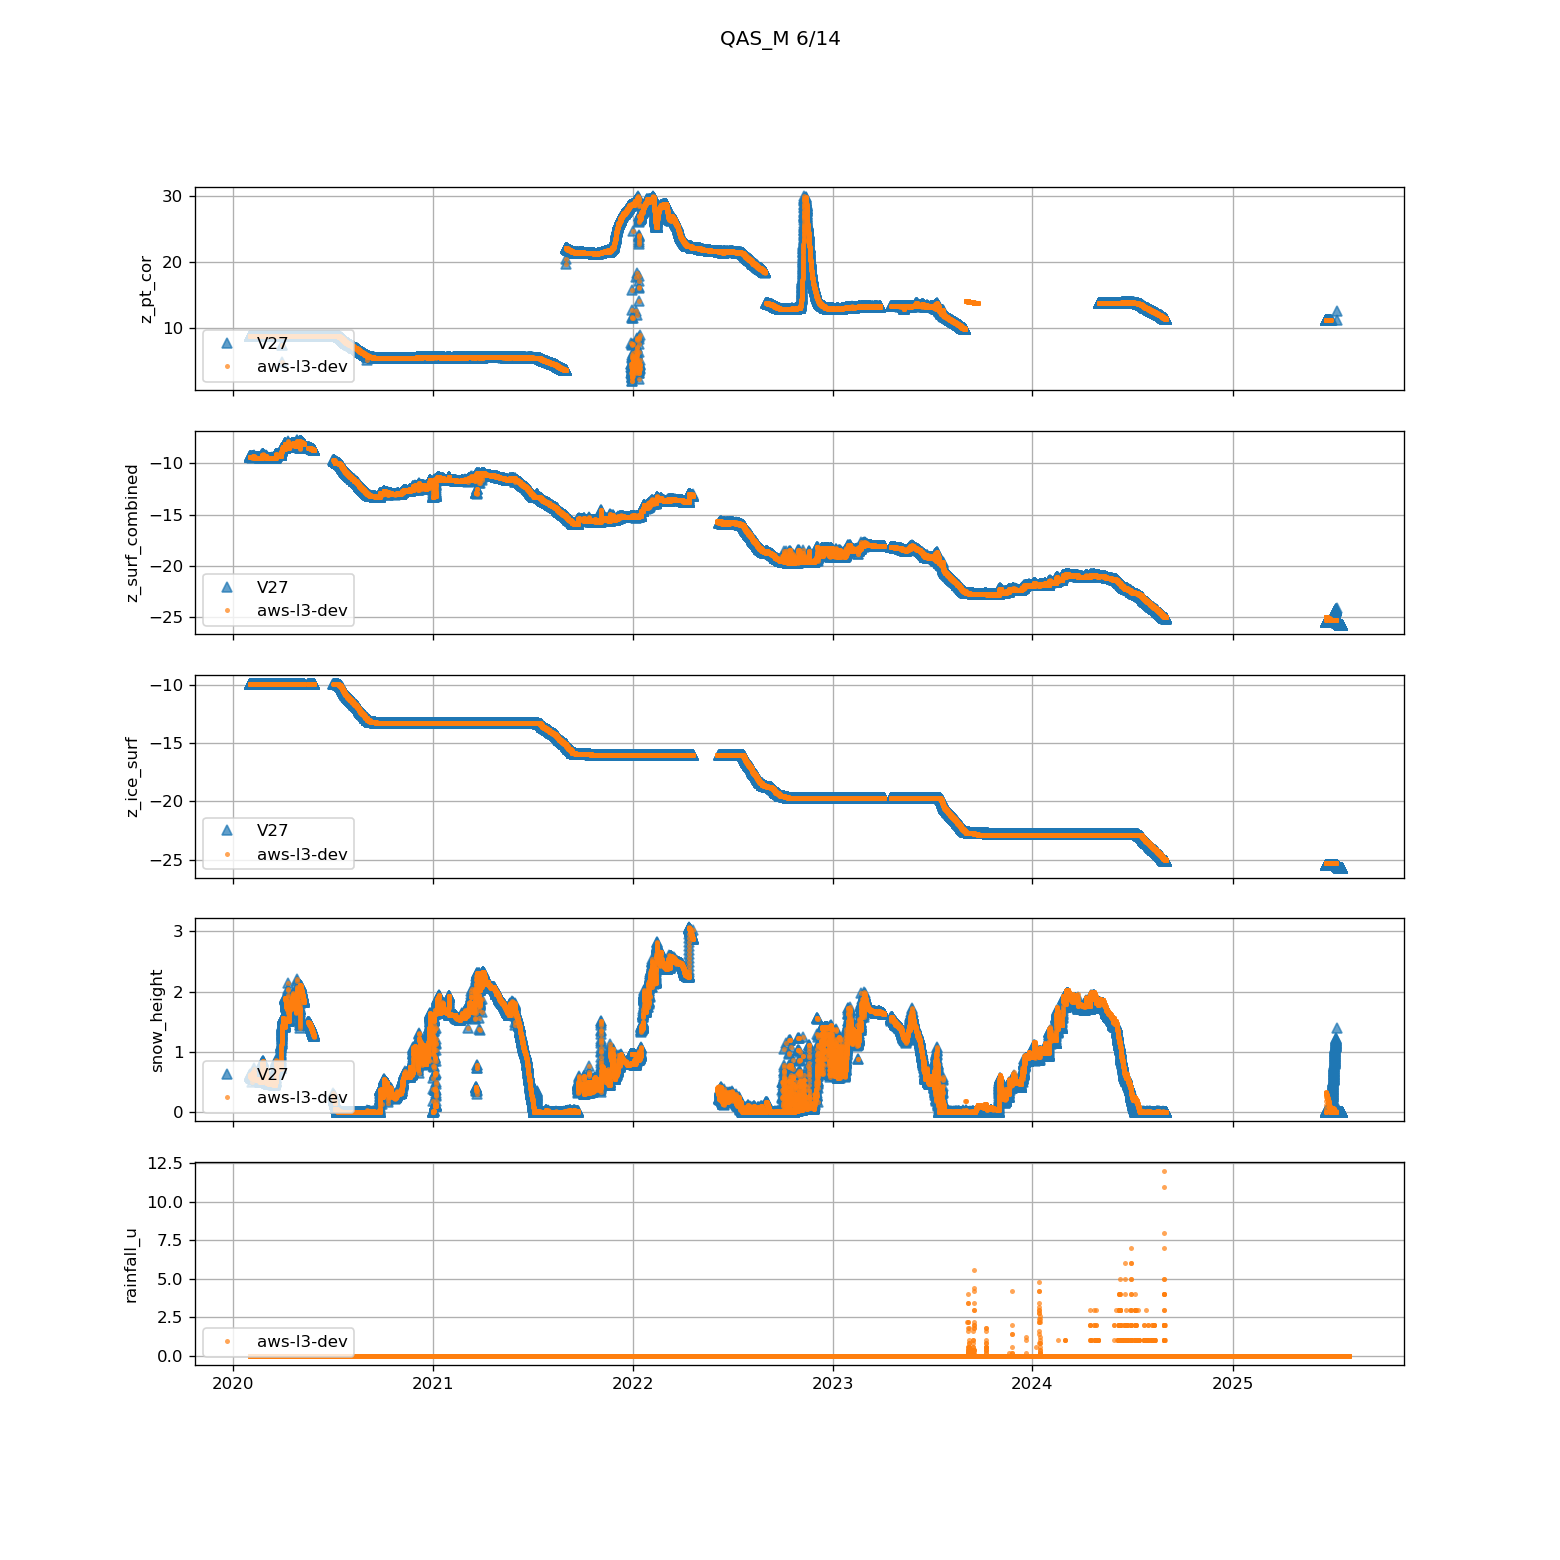 QAS_M 6/14
30
20
10
z_pt_cor
V27
aws-l3-dev
−10
−15
−20
−25
z_surf_combined
V27
aws-l3-dev
−10
−15
−20
−25
z_ice_surf
V27
aws-l3-dev
3
2
1
0
snow_height
V27
aws-l3-dev
12.5
10.0
7.5
5.0
2.5
0.0
rainfall_u
aws-l3-dev
2020 2021 2022 2023 2024 2025